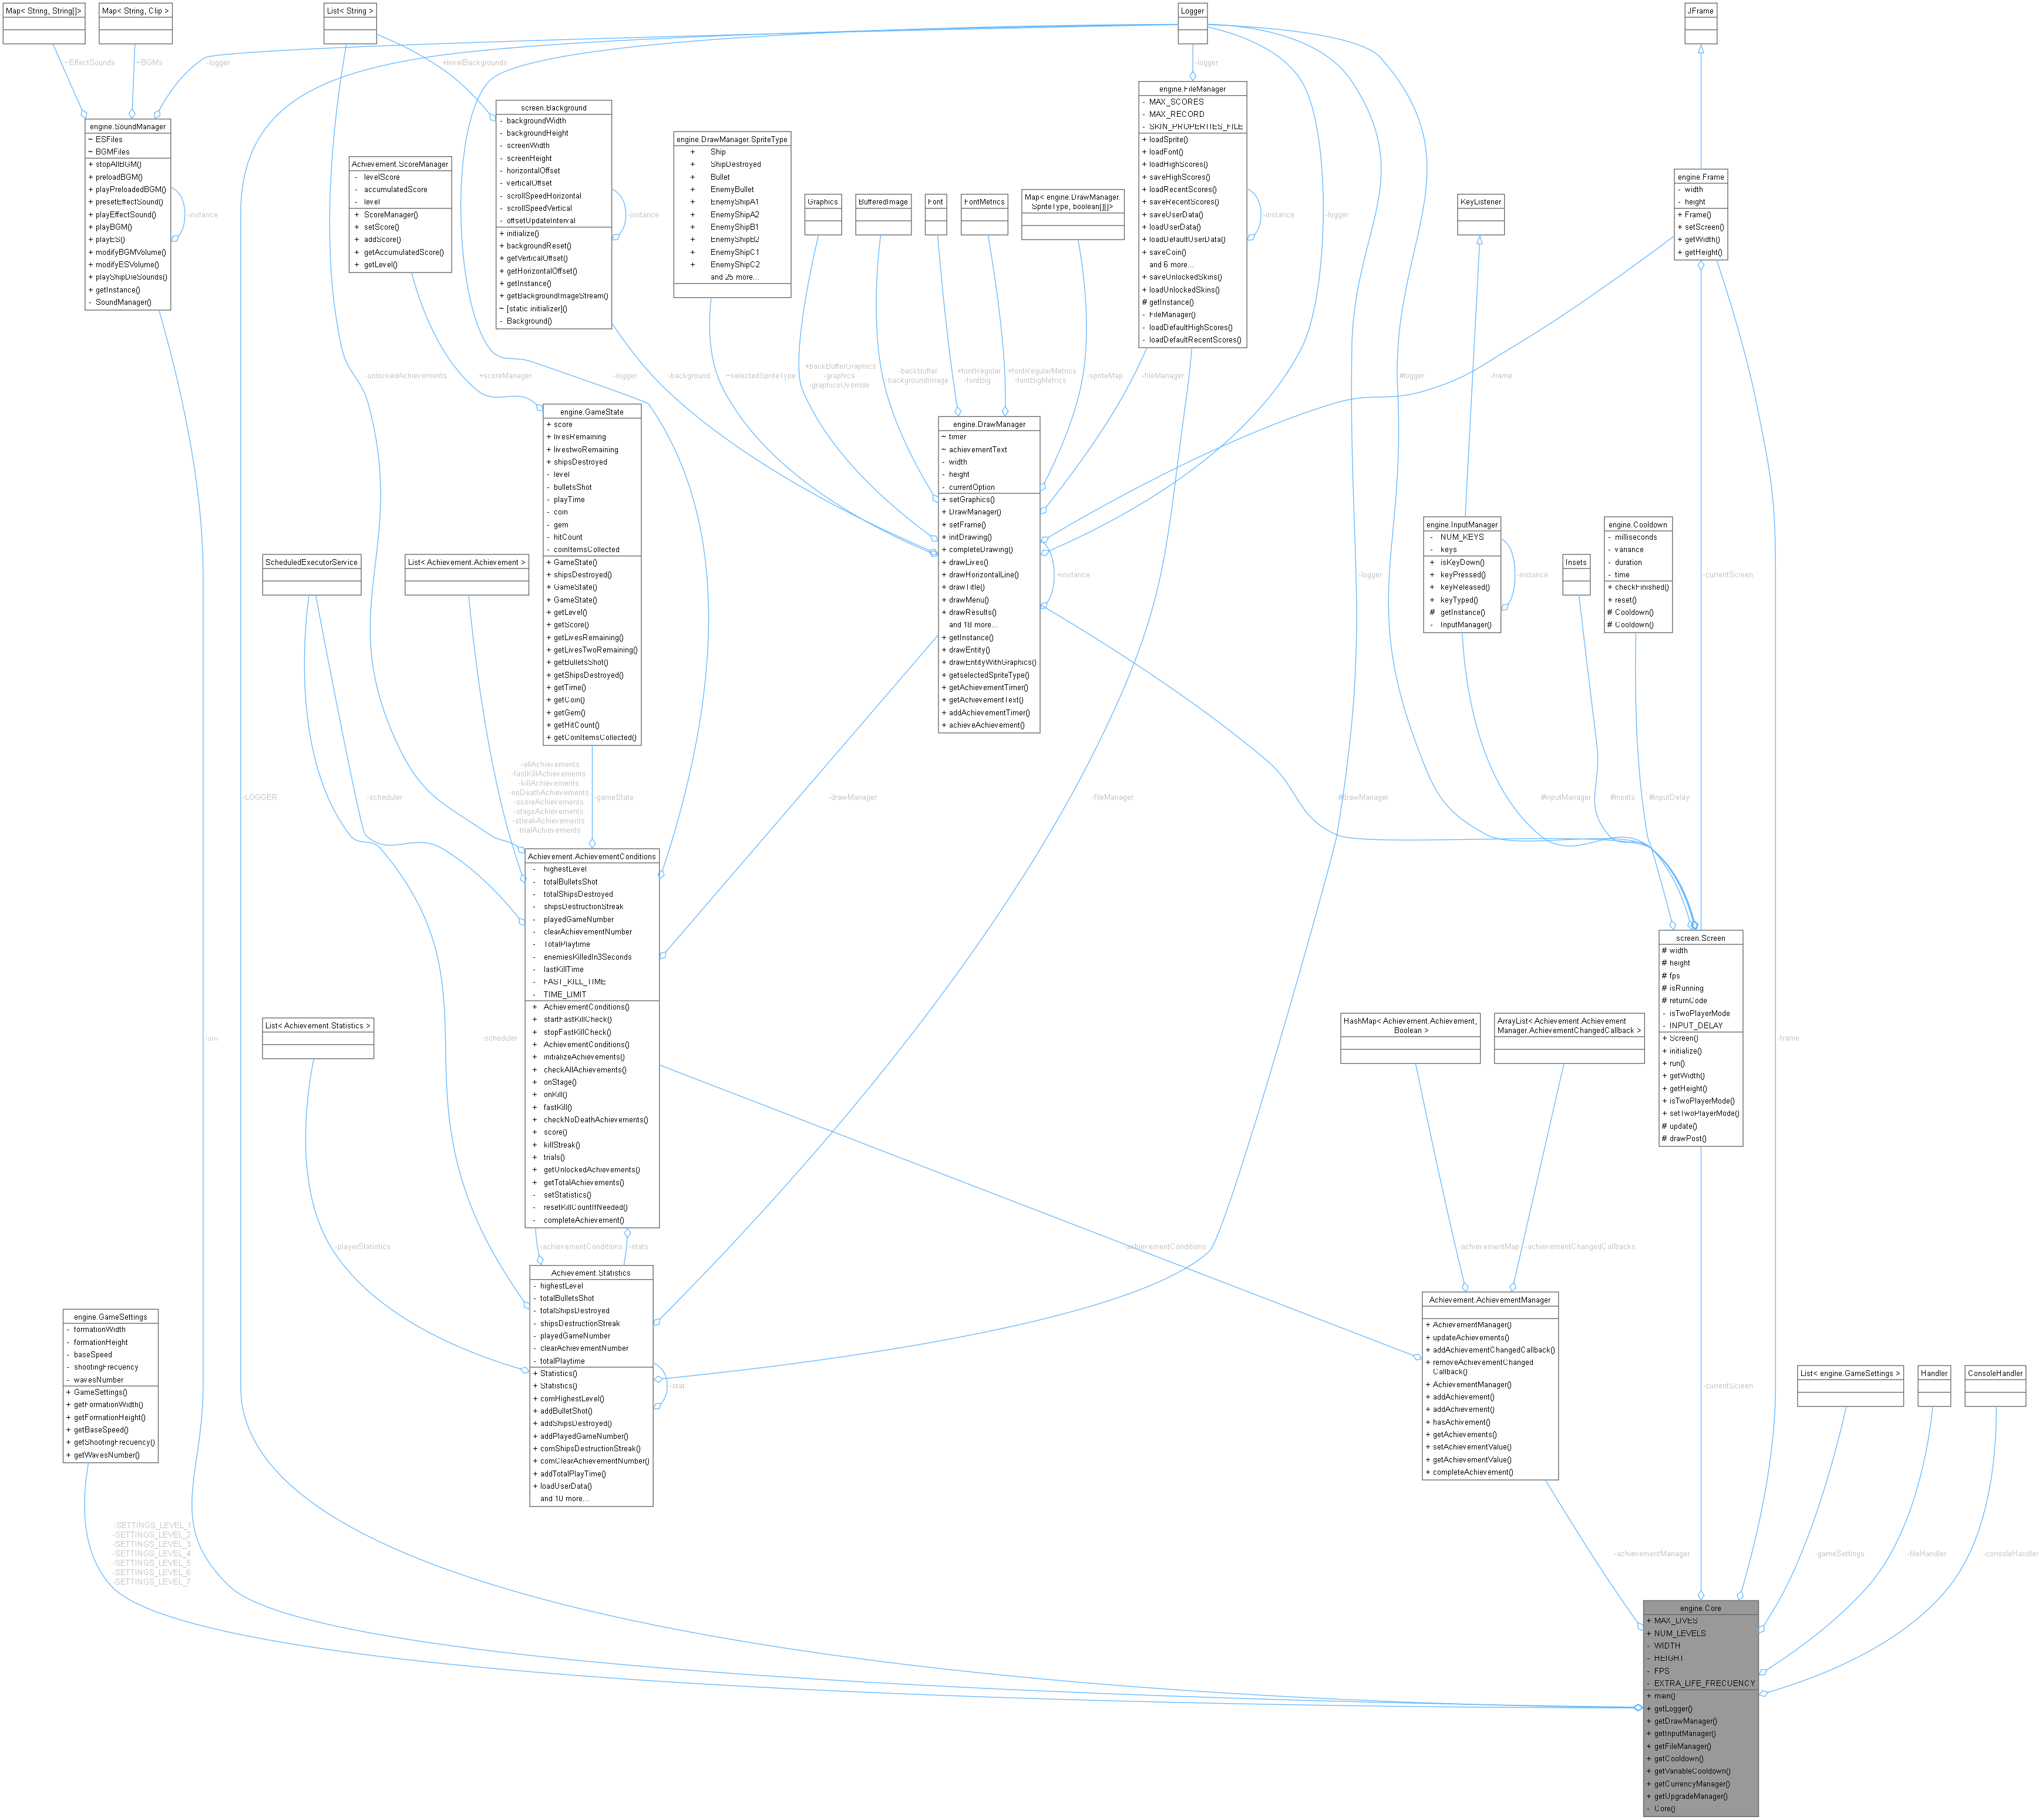 Map< String, String[]>
Map< String, Clip >
List< String >
Logger
JFrame
~EffectSounds
~BGMs
-logger
+levelBackgrounds
-logger
engine.SoundManager
~ ESFiles
~ BGMFiles
+ stopAllBGM()
+ preloadBGM()
+ playPreloadedBGM()
+ presetEffectSound()
+ playEffectSound()
+ playBGM()
+ playES()
+ modifyBGMVolume()
+ modifyESVolume()
+ playShipDieSounds()
+ getInstance()
- SoundManager()
-instance
Achievement.ScoreManager
- levelScore
- accumulatedScore
- level
+ ScoreManager()
+ setScore()
+ addScore()
+ getAccumulatedScore()
+ getLevel()
screen.Background
- backgroundWidth
- backgroundHeight
- screenWidth
- screenHeight
- horizontalOffset
- verticalOffset
- scrollSpeedHorizontal
- scrollSpeedVertical
- offsetUpdateInterval
+ initialize()
+ backgroundReset()
+ getVerticalOffset()
+ getHorizontalOffset()
+ getInstance()
+ getBackgroundImageStream()
~ [static initializer]()
- Background()
-instance
engine.DrawManager.SpriteType
+ Ship
+ ShipDestroyed
+ Bullet
+ EnemyBullet
+ EnemyShipA1
+ EnemyShipA2
+ EnemyShipB1
+ EnemyShipB2
+ EnemyShipC1
+ EnemyShipC2
and 25 more...
Graphics
BufferedImage
Font
FontMetrics
Map< engine.DrawManager.
SpriteType, boolean[][]>
engine.FileManager
- MAX_SCORES
- MAX_RECORD
- SKIN_PROPERTIES_FILE
+ loadSprite()
+ loadFont()
+ loadHighScores()
+ saveHighScores()
+ loadRecentScores()
+ saveRecentScores()
+ saveUserData()
+ loadUserData()
+ loadDefaultUserData()
+ saveCoin()
and 6 more...
+ saveUnlockedSkins()
+ loadUnlockedSkins()
# getInstance()
- FileManager()
- loadDefaultHighScores()
- loadDefaultRecentScores()
-instance
-logger
KeyListener
engine.Frame
- width
- height
+ Frame()
+ setScreen()
+ getWidth()
+ getHeight()
-unlockedAchievements
+scoreManager
-logger
-background
~selectedSpriteType
+backBufferGraphics
-graphics
-graphicsOverride
-backBuffer
-backgroundImage
+fontRegular
-fontBig
+fontRegularMetrics
-fontBigMetrics
-spriteMap
-fileManager
#logger
-frame
engine.GameState
+ score
+ livesRemaining
+ livestwoRemaining
+ shipsDestroyed
- level
- bulletsShot
- playTime
- coin
- gem
- hitCount
- coinItemsCollected
+ GameState()
+ shipsDestroyed()
+ GameState()
+ GameState()
+ getLevel()
+ getScore()
+ getLivesRemaining()
+ getLivesTwoRemaining()
+ getBulletsShot()
+ getShipsDestroyed()
+ getTime()
+ getCoin()
+ getGem()
+ getHitCount()
+ getCoinItemsCollected()
engine.DrawManager
~ timer
~ achievementText
- width
- height
- currentOption
+ setGraphics()
+ DrawManager()
+ setFrame()
+ initDrawing()
+ completeDrawing()
+ drawLives()
+ drawHorizontalLine()
+ drawTitle()
+ drawMenu()
+ drawResults()
and 18 more...
+ getInstance()
+ drawEntity()
+ drawEntityWithGraphics()
+ getselectedSpriteType()
+ getAchievementTimer()
+ getAchievementText()
+ addAchievementTimer()
+ achieveAchievement()
+instance
-logger
engine.InputManager
- NUM_KEYS
- keys
+ isKeyDown()
+ keyPressed()
+ keyReleased()
+ keyTyped()
# getInstance()
- InputManager()
-instance
Insets
engine.Cooldown
- milliseconds
- variance
- duration
- time
+ checkFinished()
+ reset()
# Cooldown()
# Cooldown()
-currentScreen
ScheduledExecutorService
List< Achievement.Achievement >
-LOGGER
-scheduler
-allAchievements
-fastKillAchievements
-killAchievements
-noDeathAchievements
-scoreAchievements
-stageAchievements
-streakAchievements
-trialAchievements
-gameState
-drawManager
-fileManager
#drawManager
#inputManager
#insets
#inputDelay
Achievement.AchievementConditions
- highestLevel
- totalBulletsShot
- totalShipsDestroyed
- shipsDestructionStreak
- playedGameNumber
- clearAchievementNumber
- TotalPlaytime
- enemiesKilledIn3Seconds
- lastKillTime
- FAST_KILL_TIME
- TIME_LIMIT
+ AchievementConditions()
+ startFastKillCheck()
+ stopFastKillCheck()
+ AchievementConditions()
+ initializeAchievements()
+ checkAllAchievements()
+ onStage()
+ onKill()
+ fastKill()
+ checkNoDeathAchievements()
+ score()
+ killStreak()
+ trials()
+ getUnlockedAchievements()
+ getTotalAchievements()
- setStatistics()
- resetKillCountIfNeeded()
- completeAchievement()
screen.Screen
# width
# height
# fps
# isRunning
# returnCode
- isTwoPlayerMode
- INPUT_DELAY
+ Screen()
+ initialize()
+ run()
+ getWidth()
+ getHeight()
+ isTwoPlayerMode()
+ setTwoPlayerMode()
# update()
# drawPost()
List< Achievement.Statistics >
HashMap< Achievement.Achievement,
Boolean >
ArrayList< Achievement.Achievement
Manager.AchievementChangedCallback >
-sm
-scheduler
-frame
-playerStatistics
-achievementConditions
-stats
-achievementConditions
-achievementMap
-achievementChangedCallbacks
-logger
Achievement.Statistics
- highestLevel
- totalBulletsShot
- totalShipsDestroyed
- shipsDestructionStreak
- playedGameNumber
- clearAchievementNumber
- totalPlaytime
+ Statistics()
+ Statistics()
+ comHighestLevel()
+ addBulletShot()
+ addShipsDestroyed()
+ addPlayedGameNumber()
+ comShipsDestructionStreak()
+ comClearAchievementNumber()
+ addTotalPlayTime()
+ loadUserData()
and 10 more...
-stat
engine.GameSettings
- formationWidth
- formationHeight
- baseSpeed
- shootingFrecuency
- wavesNumber
+ GameSettings()
+ getFormationWidth()
+ getFormationHeight()
+ getBaseSpeed()
+ getShootingFrecuency()
+ getWavesNumber()
Achievement.AchievementManager
+ AchievementManager()
+ updateAchievements()
+ addAchievementChangedCallback()
+ removeAchievementChanged
Callback()
+ AchievementManager()
+ addAchievement()
+ addAchievement()
+ hasAchivement()
+ getAchievements()
+ setAchievementValue()
+ getAchievementValue()
+ completeAchievement()
-currentScreen
List< engine.GameSettings >
Handler
ConsoleHandler
-SETTINGS_LEVEL_1
-SETTINGS_LEVEL_2
-SETTINGS_LEVEL_3
-SETTINGS_LEVEL_4
-SETTINGS_LEVEL_5
-SETTINGS_LEVEL_6
-SETTINGS_LEVEL_7
-achievementManager
-gameSettings
-fileHandler
-consoleHandler
engine.Core
+ MAX_LIVES
+ NUM_LEVELS
- WIDTH
- HEIGHT
- FPS
- EXTRA_LIFE_FRECUENCY
+ main()
+ getLogger()
+ getDrawManager()
+ getInputManager()
+ getFileManager()
+ getCooldown()
+ getVariableCooldown()
+ getCurrencyManager()
+ getUpgradeManager()
- Core()